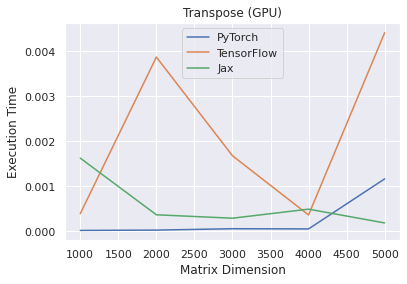 Transpose (GPU)
PyTorch
TensorFlow
Jax
Execution Time
0.004
0.003
0.002
0.001
0.000
1000 1500 2000 2500 3000 3500 4000 4500 5000
Matrix Dimension